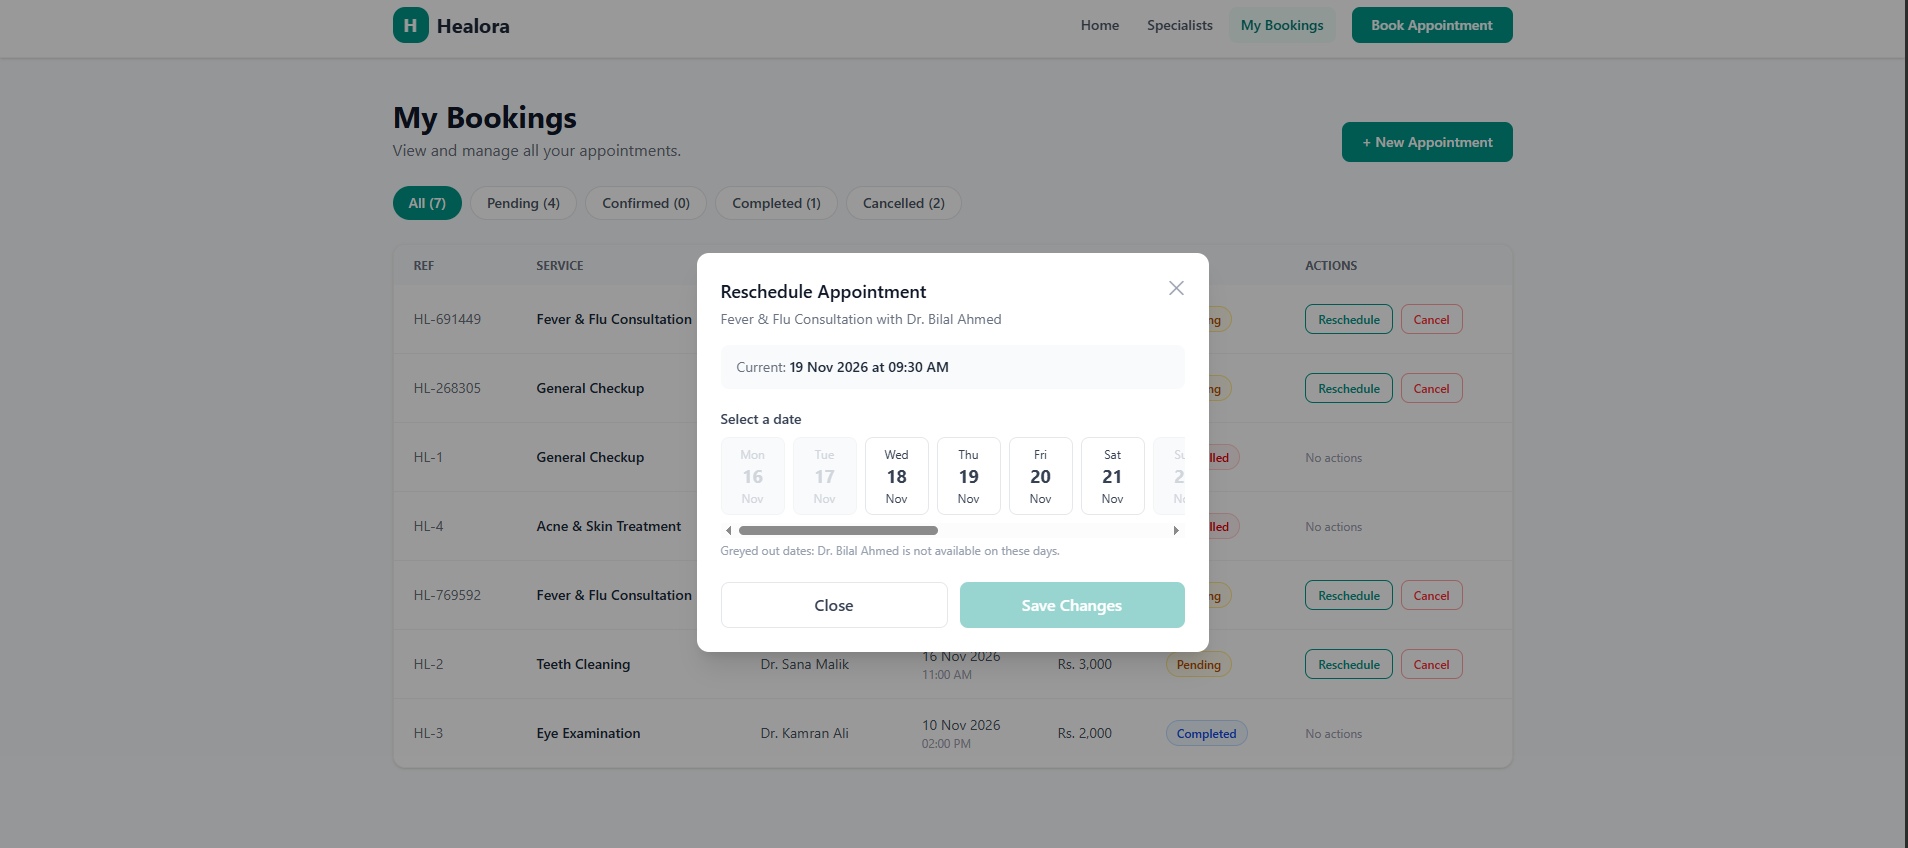 H Healora
Home Specialists My Bookings Book Appointment
My Bookings
View and manage all your appointments.
+ New Appointment
All (7) Pending (4) Confirmed (0) Completed (1) Cancelled (2)
REF SERVICE ACTIONS
HL-691449 Fever & Flu Consultation Reschedule Cancel
HL-268305 General Checkup Reschedule Cancel
HL-1 General Checkup No actions
HL-4 Acne & Skin Treatment No actions
HL-769592 Fever & Flu Consultation Reschedule Cancel
HL-2 Teeth Cleaning Dr. Sana Malik 16 Nov 2026 Rs. 3,000 Pending Reschedule Cancel
11:00 AM
HL-3 Eye Examination Dr. Kamran Ali 10 Nov 2026 Rs. 2,000 Completed No actions
02:00 PM
Reschedule Appointment
Fever & Flu Consultation with Dr. Bilal Ahmed
Current: 19 Nov 2026 at 09:30 AM
Select a date
Mon Tue Wed Thu Fri Sat
16 17 18 19 20 21
Nov Nov Nov Nov Nov Nov
Greyed out dates: Dr. Bilal Ahmed is not available on these days.
Close Save Changes